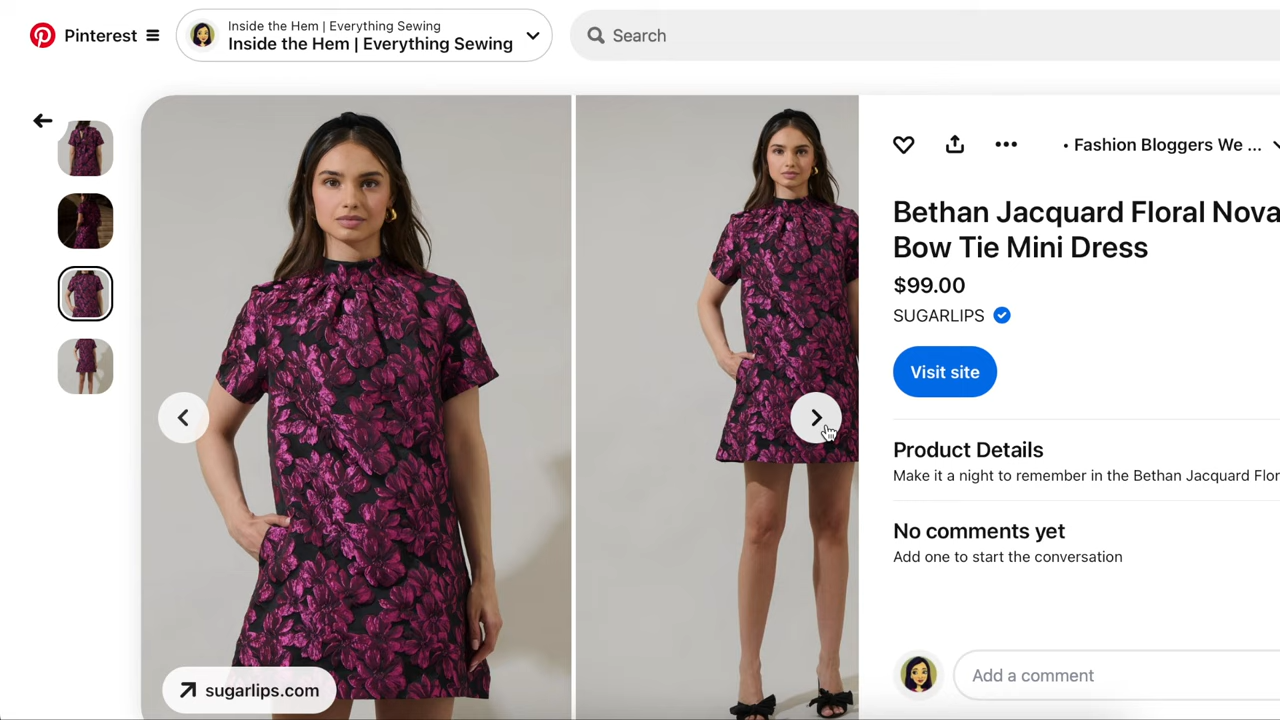 Pinterest
Inside the Hem | Everything Sewing
Inside the Hem | Everything Sewing
Search
• Fashion Bloggers We ...
Bethan Jacquard Floral Nova
Bow Tie Mini Dress
$99.00
SUGARLIPS
Visit site
Product Details
Make it a night to remember in the Bethan Jacquard Flor
No comments yet
Add one to start the conversation
sugarlips.com
Add a comment